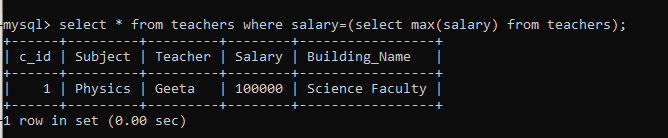 mysql> select * from teachers where salary=(select max(salary) from teachers);
+------+---------+---------+--------+-----------------+
| c_id | Subject | Teacher | Salary | Building_Name   |
+------+---------+---------+--------+-----------------+
|    1 | Physics | Geeta   | 100000 | Science Faculty |
+------+---------+---------+--------+-----------------+
1 row in set (0.00 sec)